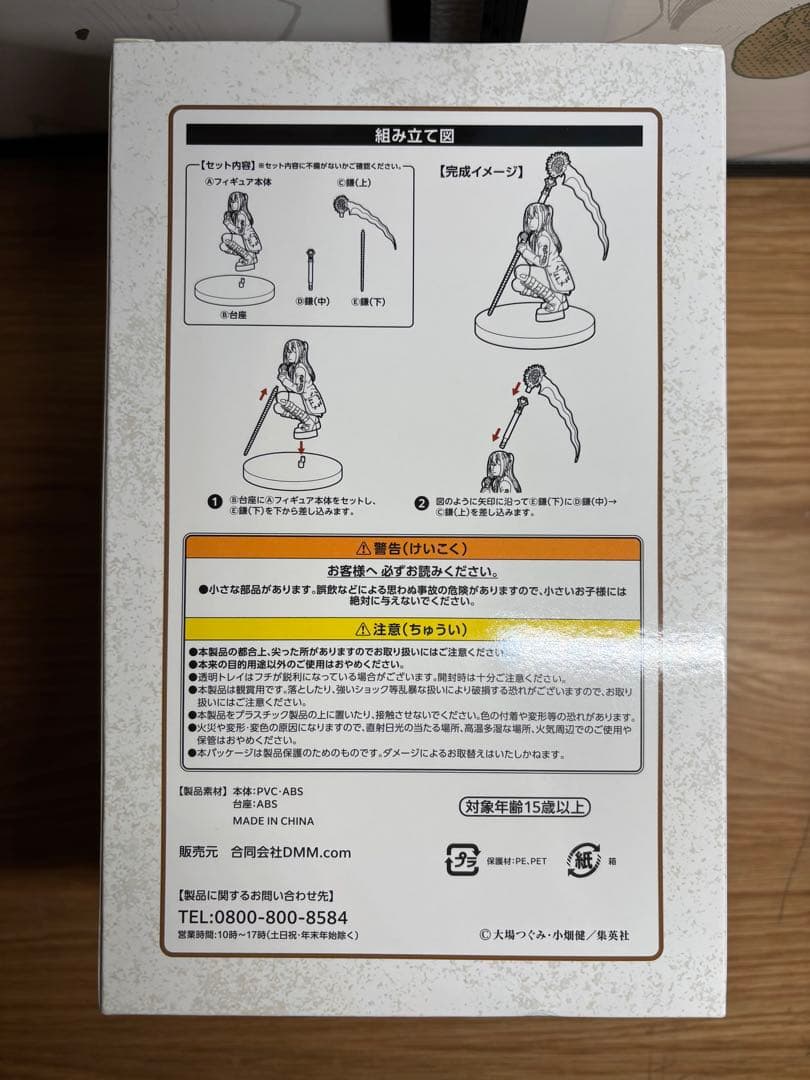 組み立て図
【セット内容】※セット内容に不備がないかご確認ください。
Ⓐフィギュア本体
Ⓒ鎌(上)
Ⓓ鎌(中)
Ⓔ鎌(下)
Ⓑ台座
【完成イメージ】
❶ Ⓑ台座にⒶフィギュア本体をセットし、
Ⓔ鎌(下)を下から差し込みます。
❷ 図のように矢印に沿ってⒺ鎌(下)にⒹ鎌(中)→
Ⓒ鎌(上)を差し込みます。
⚠警告(けいこく)
お客様へ 必ずお読みください。
●小さな部品があります。誤飲などによる思わぬ事故の危険がありますので、小さいお子様には
絶対に与えないでください。
⚠注意(ちゅうい)
●本製品の都合上、尖った所がありますのでお取り扱いにはご注意ください。
●本来の目的用途以外のご使用はおやめください。
●透明トレイはフチが鋭利になっている場合がございます。開封時は十分ご注意ください。
●本製品は観賞用です。落としたり、強いショック等乱暴な扱いにより破損する恐れがございますので、お取り
扱いにはご注意ください。
●本製品をプラスチック製品の上に置いたり、接触させないでください。色の付着や変形等の恐れがあります。
●火災や変形・変色の原因になりますので、直射日光の当たる場所、高温多湿な場所、火気周辺でのご使用や
保管はおやめください。
●本パッケージは製品保護のためのものです。ダメージによるお取替えはいたしかねます。
【製品素材】本体:PVC・ABS
台座:ABS
MADE IN CHINA
対象年齢15歳以上
販売元 合同会社DMM.com
プラ 保護材:PE、PET
紙 箱
【製品に関するお問い合わせ先】
TEL:0800-800-8584
営業時間:10時〜17時(土日祝・年末年始除く)
©大場つぐみ・小畑健/集英社